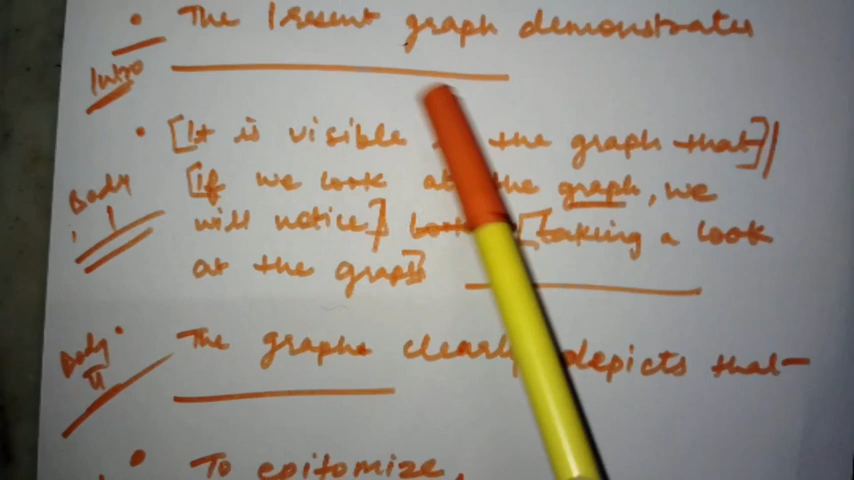 • The Present graph demonstrates
Intro
• [It is visible the graph that]|
Body
I
[If we look at the graph, we
will notice] [taking a look
at the graph]
Body
II
• The graphs clearly depicts that-
• To epitomize,